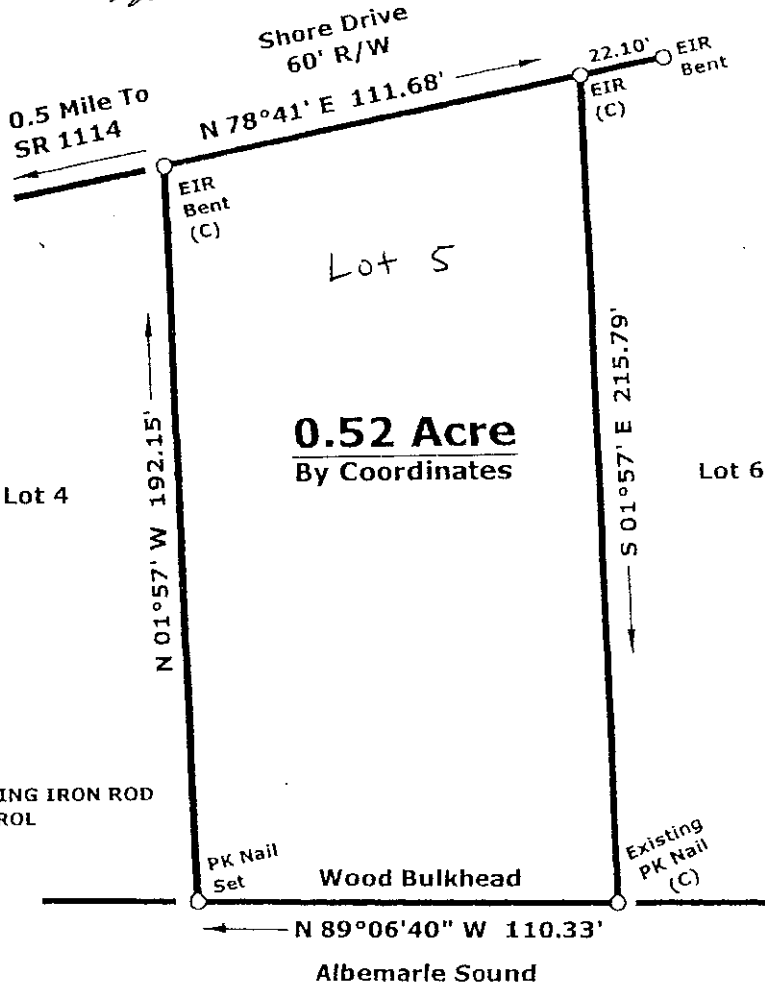 Shore Drive
60' R/W
22.10'
EIR
Bent
0.5 Mile To
SR 1114
N 78°41' E 111.68'
EIR
(C)
EIR
Bent
(C)
Lot 5
N 01°57' W 192.15'
S 01°57' E 215.79'
0.52 Acre
By Coordinates
Lot 4
Lot 6
ING IRON ROD
ROL
PK Nail
Set
Wood Bulkhead
Existing
PK Nail
(C)
N 89°06'40" W 110.33'
Albemarle Sound